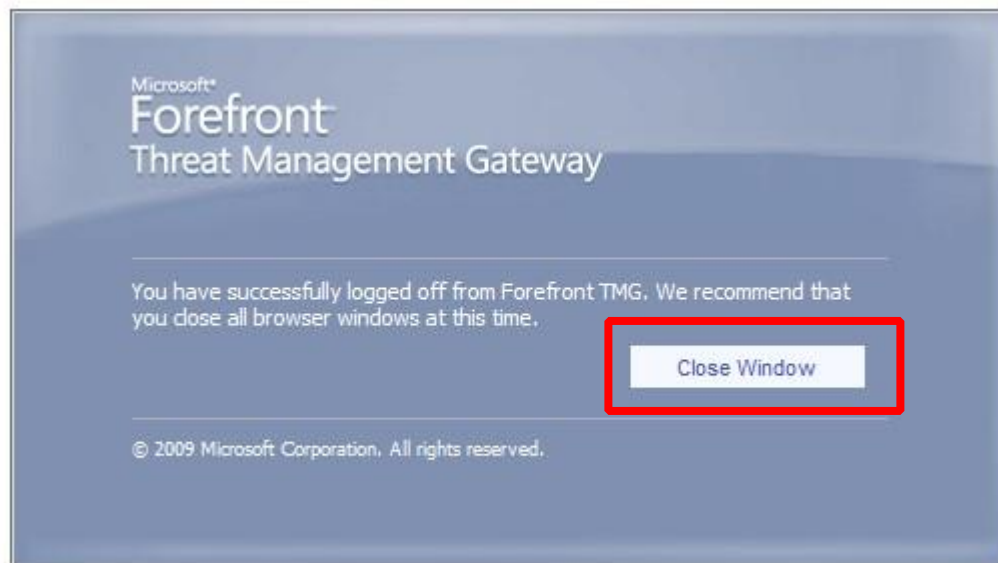 Microsoft®
Forefront™
Threat Management Gateway
You have successfully logged off from Forefront TMG. We recommend that
you close all browser windows at this time.
Close Window
© 2009 Microsoft Corporation. All rights reserved.